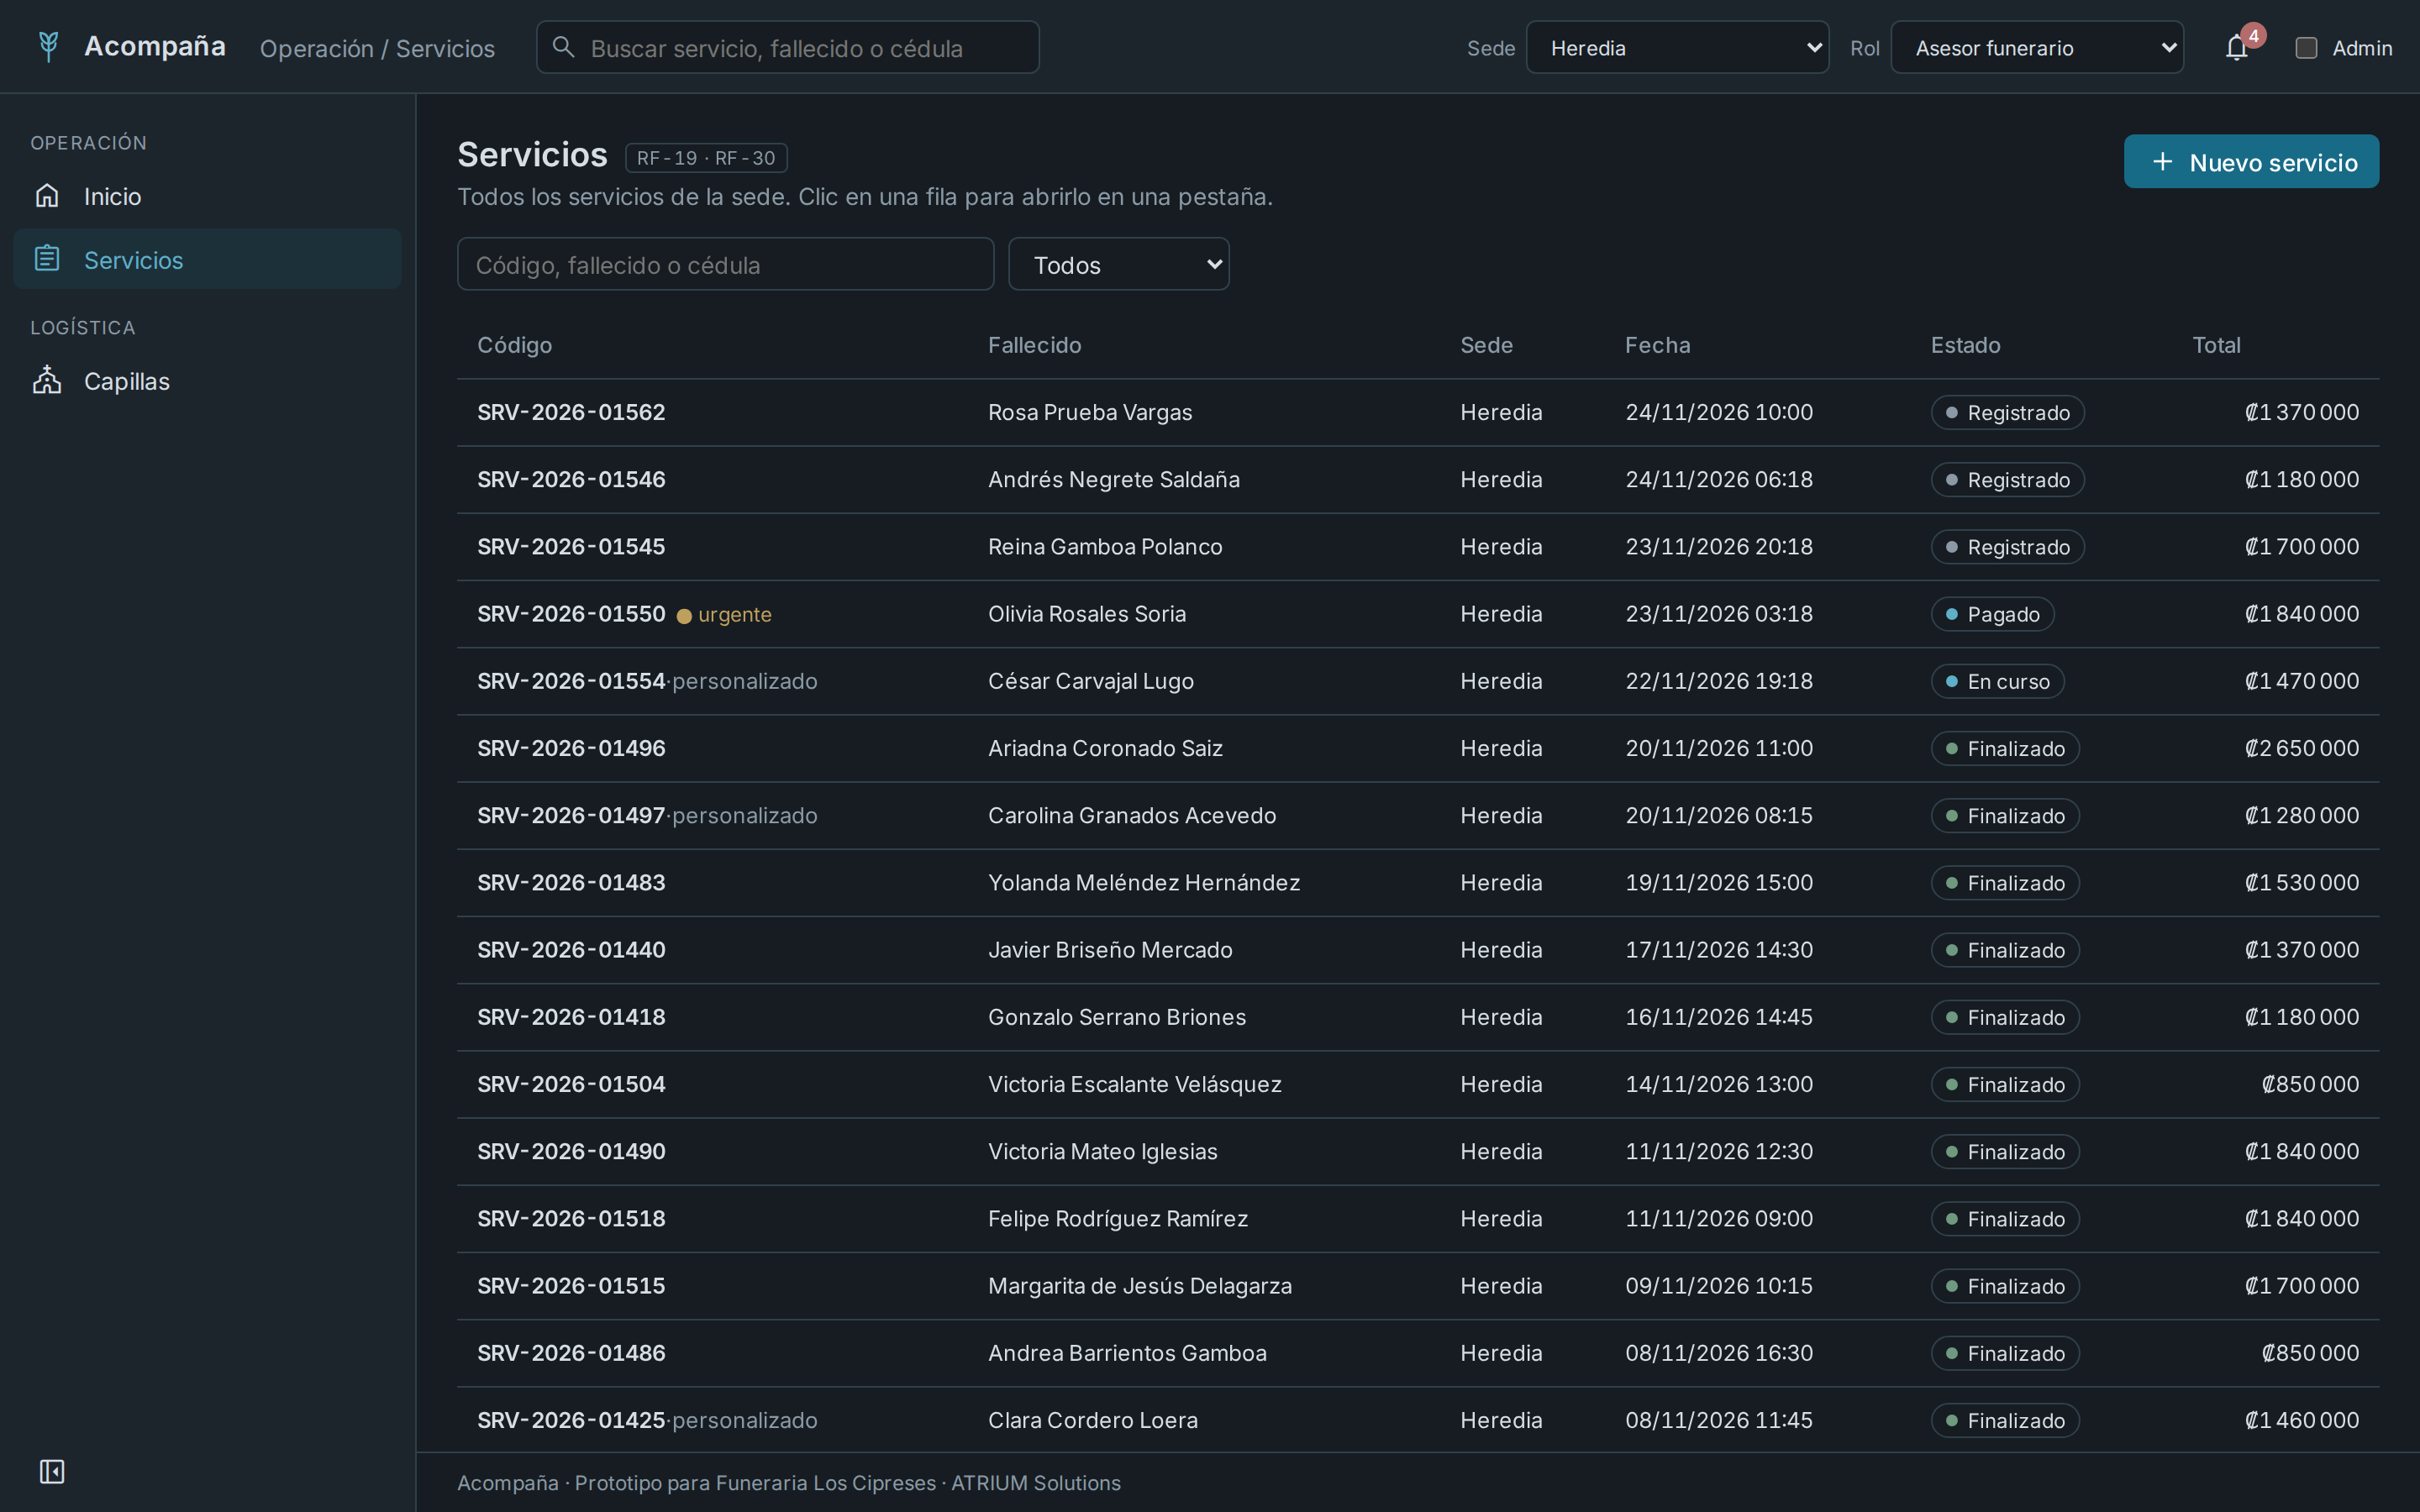 Acompaña Operación / Servicios Buscar servicio, fallecido o cédula Sede Heredia Rol Asesor funerario 4 Admin
OPERACIÓN
Inicio
Servicios
LOGÍSTICA
Capillas
Servicios RF-19 · RF-30
+ Nuevo servicio
Todos los servicios de la sede. Clic en una fila para abrirlo en una pestaña.
Código, fallecido o cédula Todos
Código Fallecido Sede Fecha Estado Total
SRV-2026-01562 Rosa Prueba Vargas Heredia 24/11/2026 10:00 Registrado ₡1 370 000
SRV-2026-01546 Andrés Negrete Saldaña Heredia 24/11/2026 06:18 Registrado ₡1 180 000
SRV-2026-01545 Reina Gamboa Polanco Heredia 23/11/2026 20:18 Registrado ₡1 700 000
SRV-2026-01550 urgente Olivia Rosales Soria Heredia 23/11/2026 03:18 Pagado ₡1 840 000
SRV-2026-01554·personalizado César Carvajal Lugo Heredia 22/11/2026 19:18 En curso ₡1 470 000
SRV-2026-01496 Ariadna Coronado Saiz Heredia 20/11/2026 11:00 Finalizado ₡2 650 000
SRV-2026-01497·personalizado Carolina Granados Acevedo Heredia 20/11/2026 08:15 Finalizado ₡1 280 000
SRV-2026-01483 Yolanda Meléndez Hernández Heredia 19/11/2026 15:00 Finalizado ₡1 530 000
SRV-2026-01440 Javier Briseño Mercado Heredia 17/11/2026 14:30 Finalizado ₡1 370 000
SRV-2026-01418 Gonzalo Serrano Briones Heredia 16/11/2026 14:45 Finalizado ₡1 180 000
SRV-2026-01504 Victoria Escalante Velásquez Heredia 14/11/2026 13:00 Finalizado ₡850 000
SRV-2026-01490 Victoria Mateo Iglesias Heredia 11/11/2026 12:30 Finalizado ₡1 840 000
SRV-2026-01518 Felipe Rodríguez Ramírez Heredia 11/11/2026 09:00 Finalizado ₡1 840 000
SRV-2026-01515 Margarita de Jesús Delagarza Heredia 09/11/2026 10:15 Finalizado ₡1 700 000
SRV-2026-01486 Andrea Barrientos Gamboa Heredia 08/11/2026 16:30 Finalizado ₡850 000
SRV-2026-01425·personalizado Clara Cordero Loera Heredia 08/11/2026 11:45 Finalizado ₡1 460 000
Acompaña · Prototipo para Funeraria Los Cipreses · ATRIUM Solutions